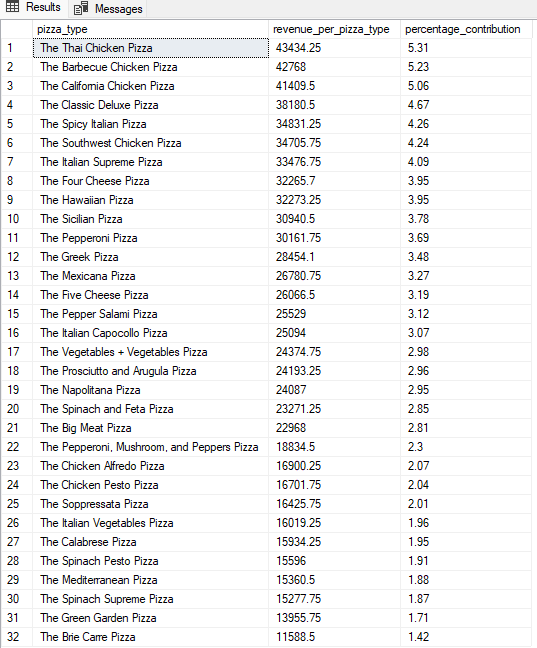 Results Messages
pizza_type revenue_per_pizza_type percentage_contribution
1 The Thai Chicken Pizza 43434.25 5.31
2 The Barbecue Chicken Pizza 42768 5.23
3 The California Chicken Pizza 41409.5 5.06
4 The Classic Deluxe Pizza 38180.5 4.67
5 The Spicy Italian Pizza 34831.25 4.26
6 The Southwest Chicken Pizza 34705.75 4.24
7 The Italian Supreme Pizza 33476.75 4.09
8 The Four Cheese Pizza 32265.7 3.95
9 The Hawaiian Pizza 32273.25 3.95
10 The Sicilian Pizza 30940.5 3.78
11 The Pepperoni Pizza 30161.75 3.69
12 The Greek Pizza 28454.1 3.48
13 The Mexicana Pizza 26780.75 3.27
14 The Five Cheese Pizza 26066.5 3.19
15 The Pepper Salami Pizza 25529 3.12
16 The Italian Capocollo Pizza 25094 3.07
17 The Vegetables + Vegetables Pizza 24374.75 2.98
18 The Prosciutto and Arugula Pizza 24193.25 2.96
19 The Napolitana Pizza 24087 2.95
20 The Spinach and Feta Pizza 23271.25 2.85
21 The Big Meat Pizza 22968 2.81
22 The Pepperoni, Mushroom, and Peppers Pizza 18834.5 2.3
23 The Chicken Alfredo Pizza 16900.25 2.07
24 The Chicken Pesto Pizza 16701.75 2.04
25 The Soppressata Pizza 16425.75 2.01
26 The Italian Vegetables Pizza 16019.25 1.96
27 The Calabrese Pizza 15934.25 1.95
28 The Spinach Pesto Pizza 15596 1.91
29 The Mediterranean Pizza 15360.5 1.88
30 The Spinach Supreme Pizza 15277.75 1.87
31 The Green Garden Pizza 13955.75 1.71
32 The Brie Carre Pizza 11588.5 1.42